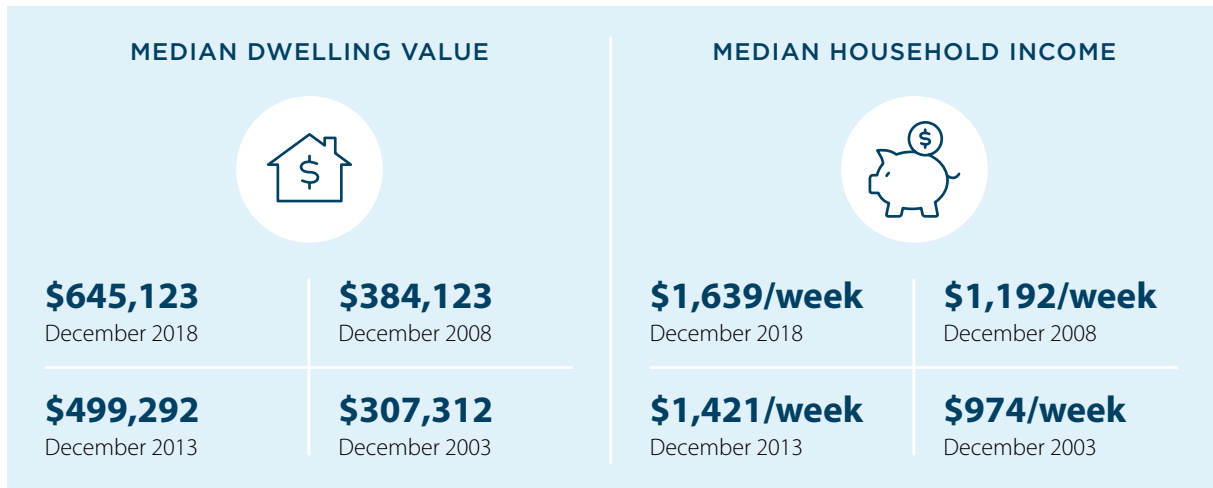 MEDIAN DWELLING VALUE
$
$645,123
December 2018
$384,123
December 2008
$499,292
December 2013
$307,312
December 2003
MEDIAN HOUSEHOLD INCOME
$
$1,639/week
December 2018
$1,192/week
December 2008
$1,421/week
December 2013
$974/week
December 2003